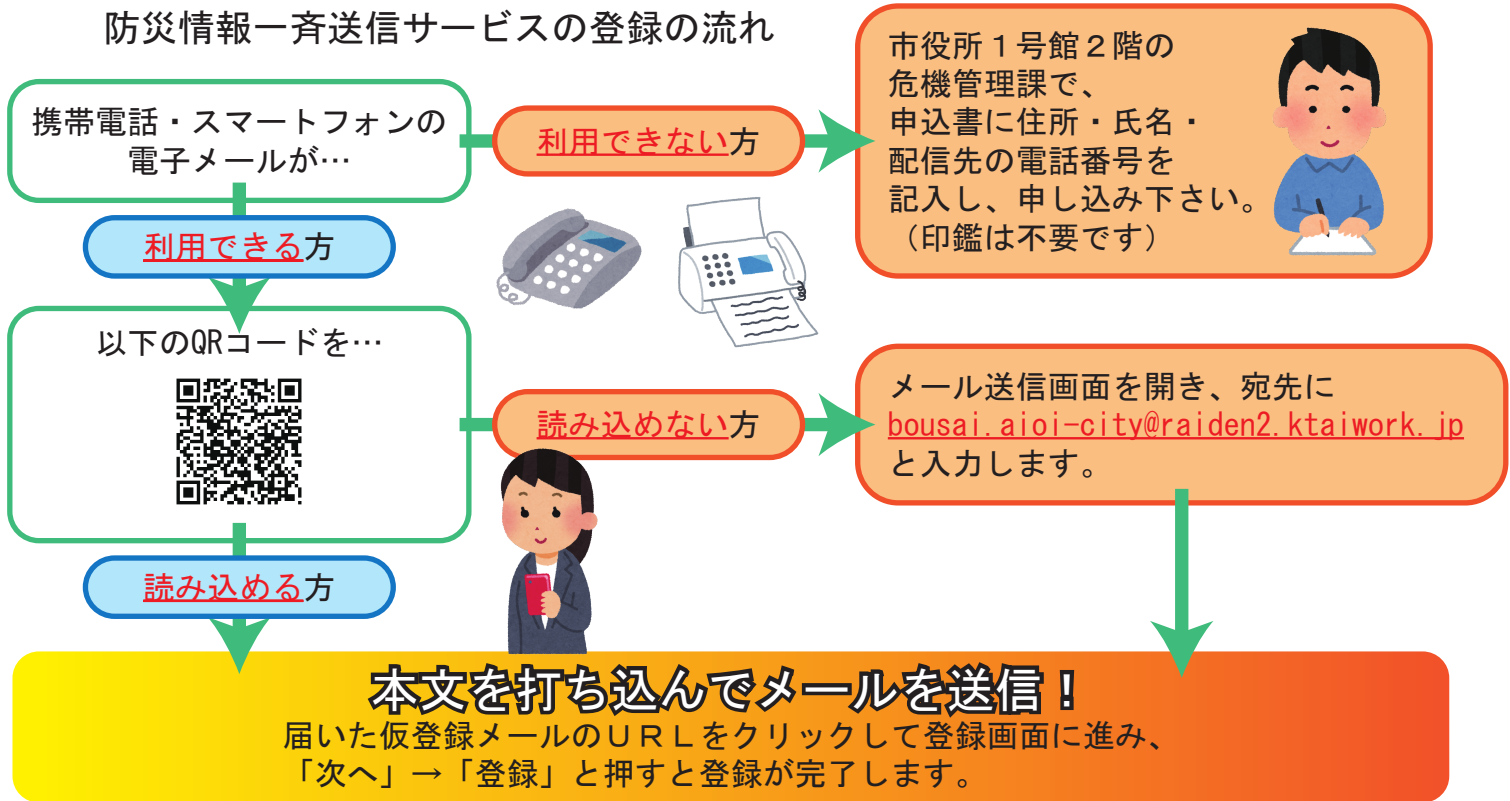 防災情報一斉送信サービスの登録の流れ
携帯電話・スマートフォンの
電子メールが…
利用できない方
市役所１号館２階の
危機管理課で、
申込書に住所・氏名・
配信先の電話番号を
記入し、申し込み下さい。
（印鑑は不要です）
利用できる方
以下のQRコードを…
読み込めない方
メール送信画面を開き、宛先に
bousai.aioi-city@raiden2.ktaiwork.jp
と入力します。
読み込める方
本文を打ち込んでメールを送信！
届いた仮登録メールのＵＲＬをクリックして登録画面に進み、
「次へ」→「登録」と押すと登録が完了します。